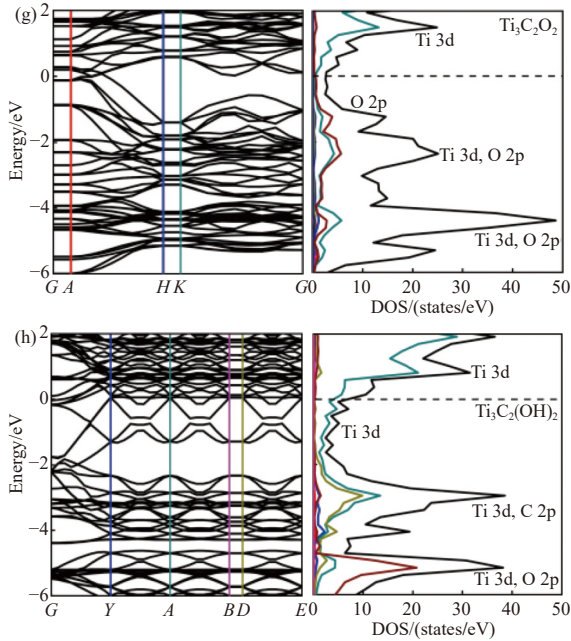 (g)
2
0
−2
−4
−6
Energy/eV
G A H K G
Ti 3d
Ti₃C₂O₂
O 2p
Ti 3d, O 2p
Ti 3d, O 2p
0 10 20 30 40 50
DOS/(states/eV)
(h)
2
0
−2
−4
−6
Energy/eV
G Y A B D E
Ti 3d
Ti₃C₂(OH)₂
Ti 3d
Ti 3d, C 2p
Ti 3d, O 2p
0 10 20 30 40 50
DOS/(states/eV)